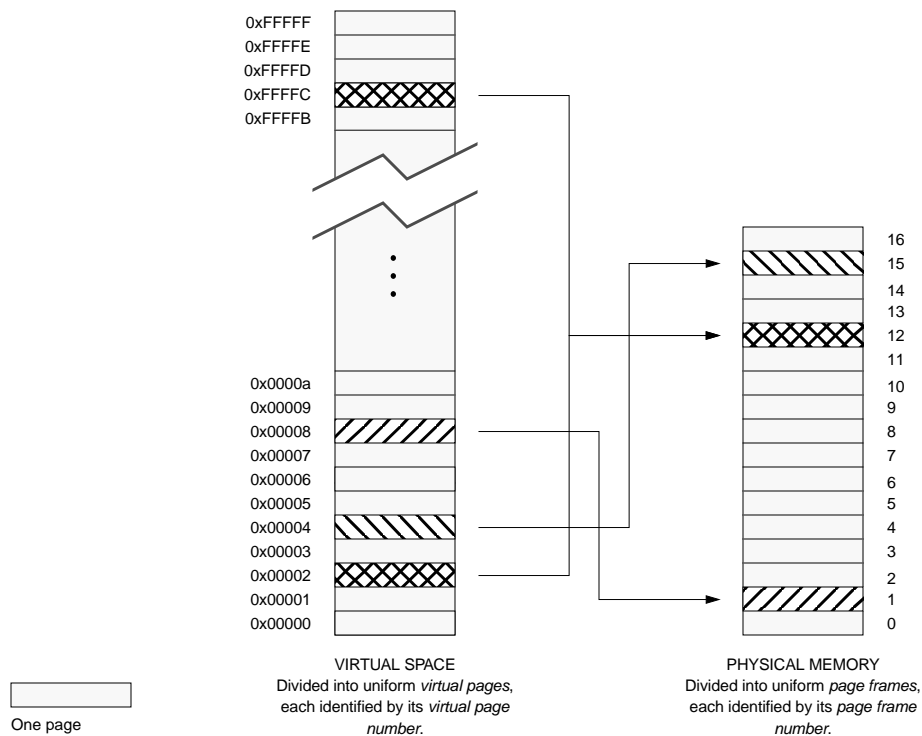 0xFFFFF
0xFFFFE
0xFFFFD
0xFFFFC
0xFFFFB
0x0000a
0x00009
0x00008
0x00007
0x00006
0x00005
0x00004
0x00003
0x00002
0x00001
0x00000
VIRTUAL SPACE
Divided into uniform virtual pages,
each identified by its virtual page
number.
16
15
14
13
12
11
10
9
8
7
6
5
4
3
2
1
0
PHYSICAL MEMORY
Divided into uniform page frames,
each identified by its page frame
number.
One page